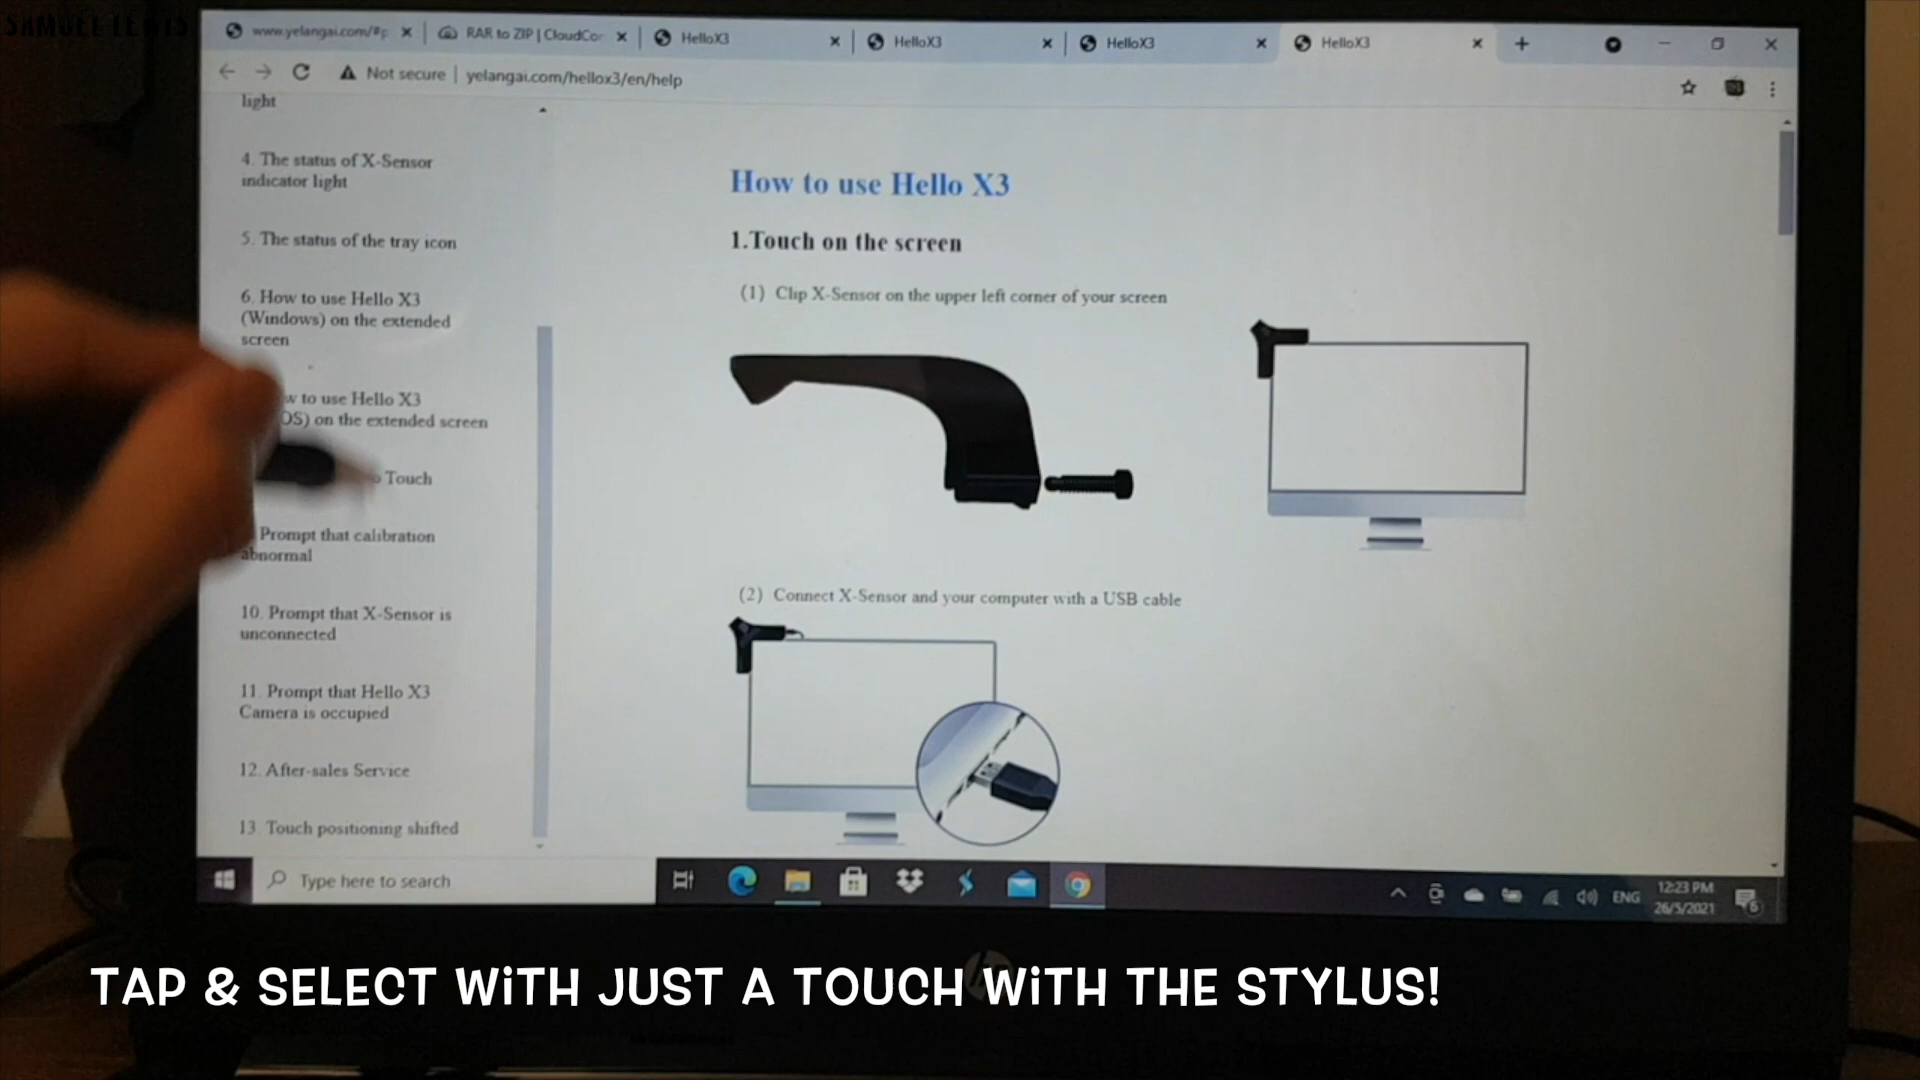 SAMUEL LEWIS
www.yelangai.com/#p
RAR to ZIP | CloudCon
HelloX3
HelloX3
HelloX3
HelloX3
Not secure | yelangai.com/hellox3/en/help
light
4. The status of X-Sensor
indicator light
5. The status of the tray icon
6. How to use Hello X3
(Windows) on the extended
screen
w to use Hello X3
OS) on the extended screen
Touch
Prompt that calibration
abnormal
10. Prompt that X-Sensor is
unconnected
11. Prompt that Hello X3
Camera is occupied
12. After-sales Service
13. Touch positioning shifted
How to use Hello X3
1.Touch on the screen
(1) Clip X-Sensor on the upper left corner of your screen
(2) Connect X-Sensor and your computer with a USB cable
Type here to search
ENG
12:23 PM
26/5/2021
6
hp
TAP & SELECT WITH JUST A TOUCH WITH THE STYLUS!